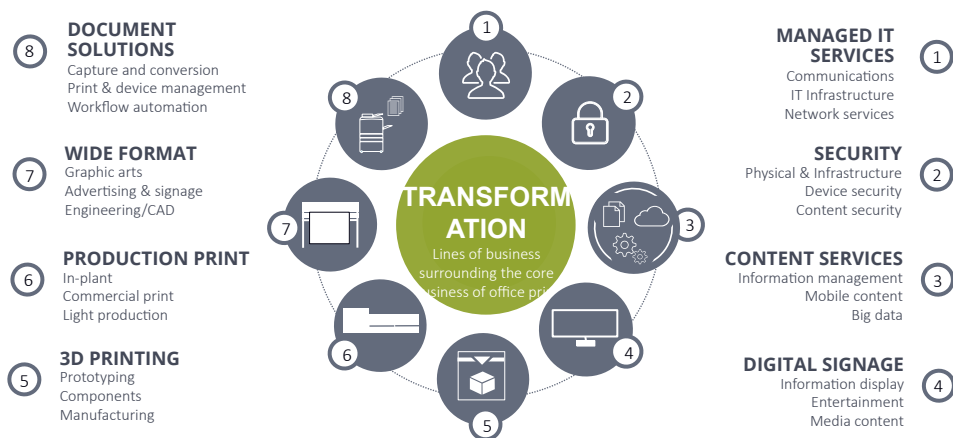 8
DOCUMENT
SOLUTIONS
Capture and conversion
Print & device management
Workflow automation
7
WIDE FORMAT
Graphic arts
Advertising & signage
Engineering/CAD
6
PRODUCTION PRINT
In-plant
Commercial print
Light production
5
3D PRINTING
Prototyping
Components
Manufacturing
1
2
3
4
5
6
7
8
TRANSFORM
ATION
Lines of business
surrounding the core
business of office print
MANAGED IT
SERVICES
1
Communications
IT Infrastructure
Network services
SECURITY
2
Physical & Infrastructure
Device security
Content security
CONTENT SERVICES
3
Information management
Mobile content
Big data
DIGITAL SIGNAGE
4
Information display
Entertainment
Media content